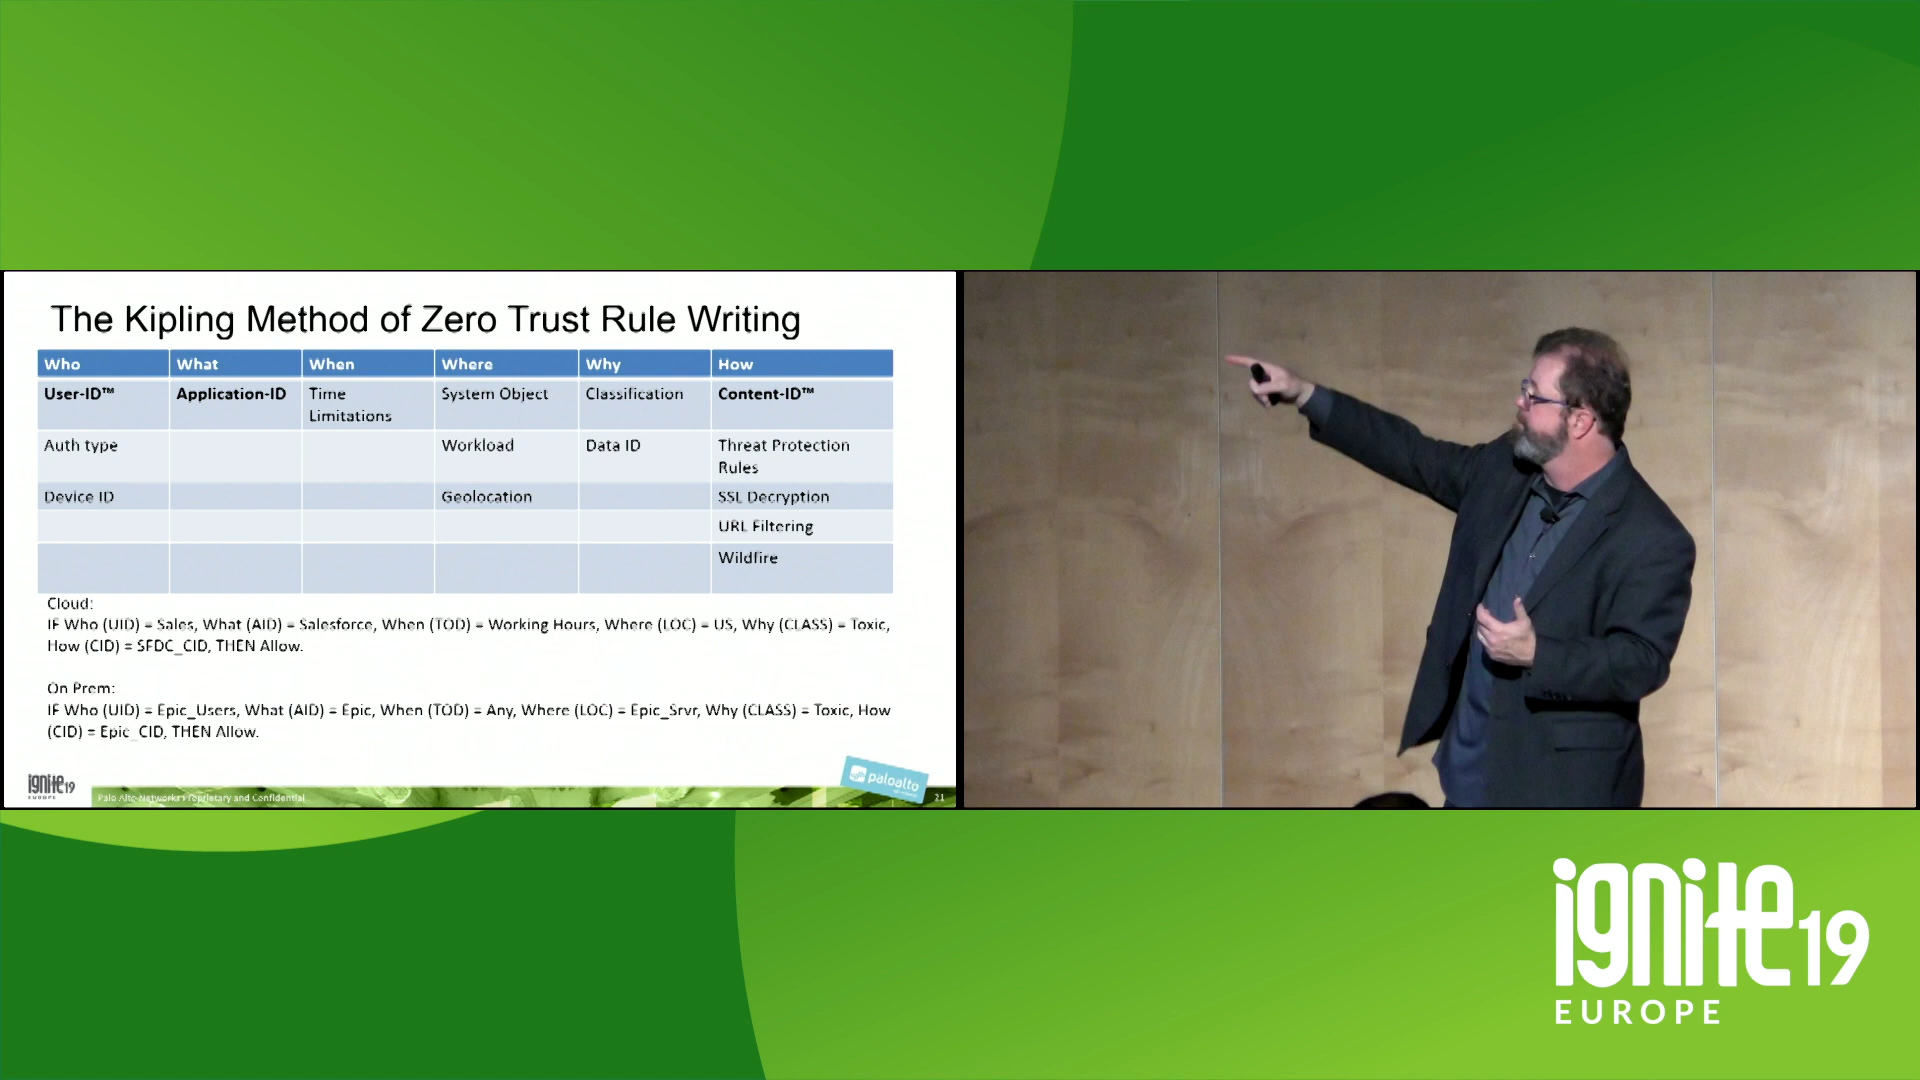 The Kipling Method of Zero Trust Rule Writing
Who What When Where Why How
User-ID™ Application-ID Time Limitations System Object Classification Content-ID™
Auth type Workload Data ID Threat Protection Rules
Device ID Geolocation SSL Decryption
URL Filtering
Wildfire
Cloud:
IF Who (UID) = Sales, What (AID) = Salesforce, When (TOD) = Working Hours, Where (LOC) = US, Why (CLASS) = Toxic,
How (CID) = SFDC_CID, THEN Allow.
On Prem:
IF Who (UID) = Epic_Users, What (AID) = Epic, When (TOD) = Any, Where (LOC) = Epic_Srvr, Why (CLASS) = Toxic, How
(CID) = Epic_CID, THEN Allow.
ignite19
EUROPE
Palo Alto Networks Proprietary and Confidential
paloalto
21
ignite19
EUROPE